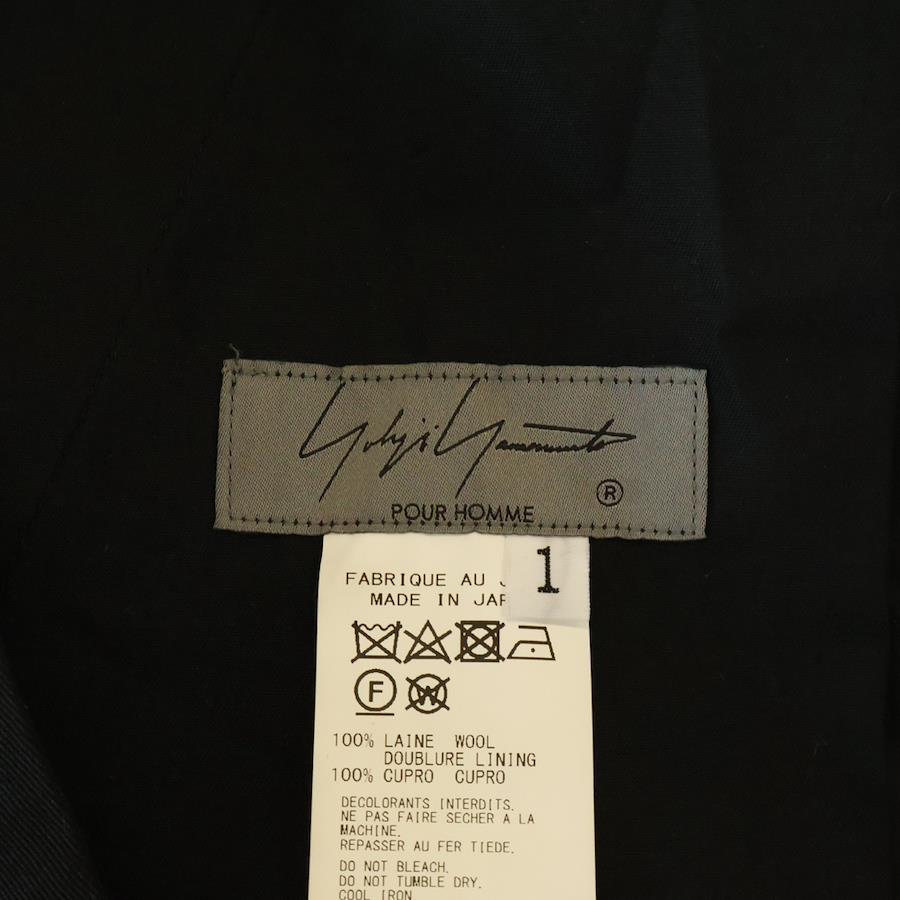 Yohji Yamamoto
®
POUR HOMME
1
FABRIQUE AU
MADE IN
F
W
100% LAINE WOOL
DOUBLURE LINING
100% CUPRO CUPRO
DECOLORANTS INTERDITS.
NE PAS FAIRE SECHER A LA
MACHINE.
REPASSER AU FER TIEDE.
DO NOT BLEACH.
DO NOT TUMBLE DRY.
COOL IRON